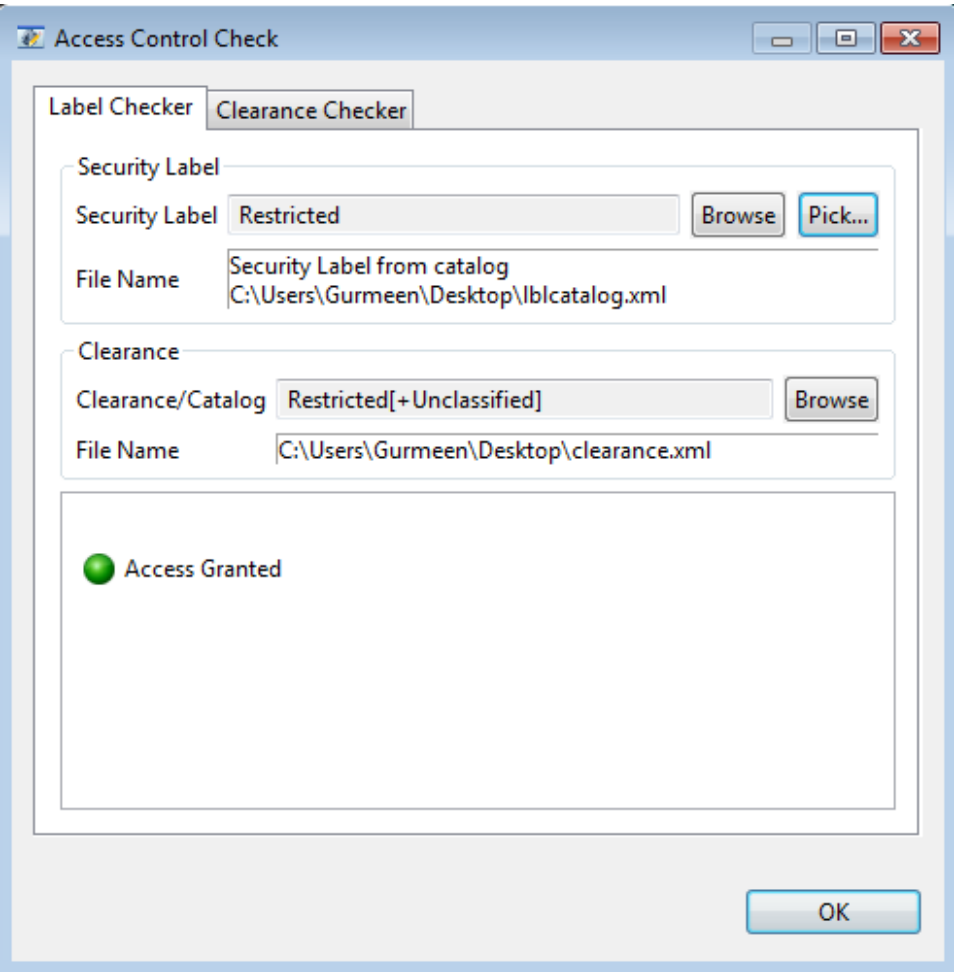 Access Control Check
Label Checker
Clearance Checker
Security Label
Security Label Restricted Browse Pick...
File Name
Security Label from catalog
C:\Users\Gurmeen\Desktop\lblcatalog.xml
Clearance
Clearance/Catalog Restricted[+Unclassified] Browse
File Name C:\Users\Gurmeen\Desktop\clearance.xml
Access Granted
OK